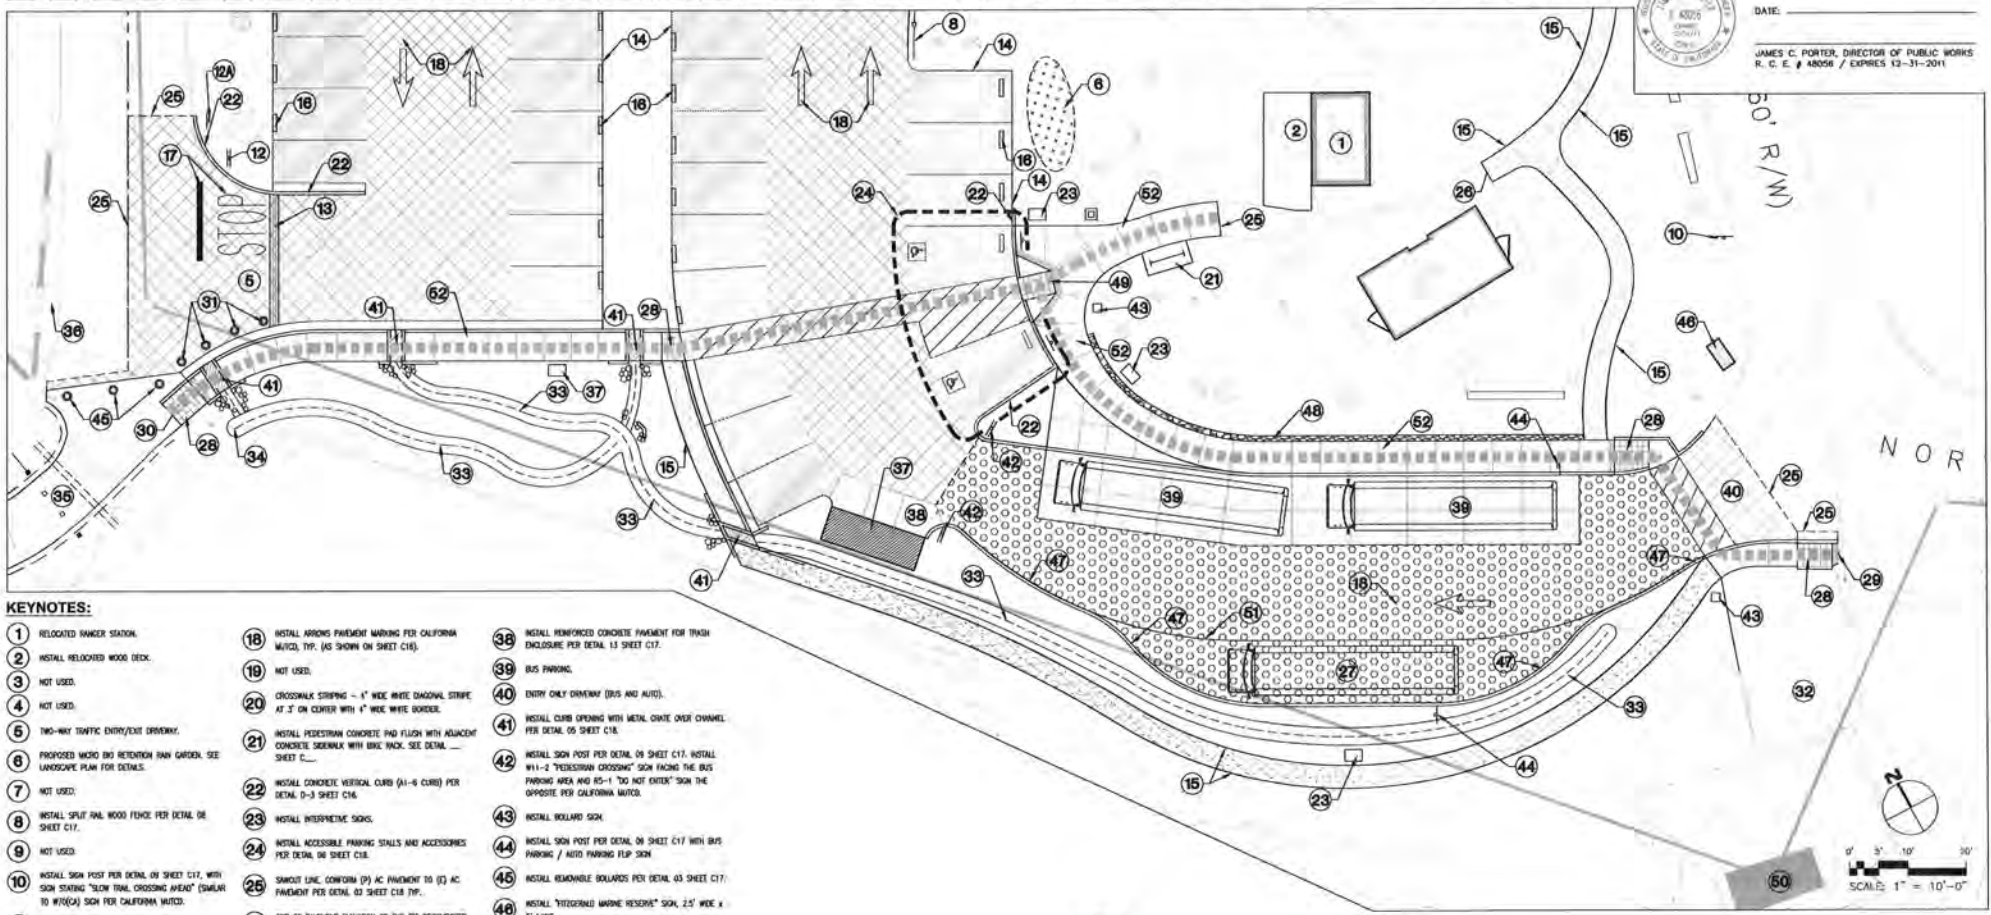 DATE:
JAMES C. PORTER, DIRECTOR OF PUBLIC WORKS
R. C. E. # 48056 / EXPIRES 12-31-2011
STOP
50' R/W)
NOR
N
0' 5' 10' 30'
SCALE: 1" = 10'-0"
KEYNOTES:
1 RELOCATED RANGER STATION.
2 INSTALL RELOCATED WOOD DECK.
3 NOT USED.
4 NOT USED.
5 TWO-WAY TRAFFIC ENTRY/EXIT DRIVEWAY.
6 PROPOSED MICRO BIO RETENTION RAIN GARDEN. SEE
LANDSCAPE PLAN FOR DETAILS.
7 NOT USED.
8 INSTALL SPLIT RAIL WOOD FENCE PER DETAIL 08
SHEET C17.
9 NOT USED.
10 INSTALL SIGN POST PER DETAIL 09 SHEET C17, WITH
SIGN STATING "SLOW TRAIL CROSSING AHEAD" (SIMILAR
TO W70(CA) SIGN PER CALIFORNIA MUTCD.
18 INSTALL ARROWS PAVEMENT MARKING PER CALIFORNIA
MUTCD, TYP. (AS SHOWN ON SHEET C16).
19 NOT USED.
20 CROSSWALK STRIPING - 4" WIDE WHITE DIAGONAL STRIPE
AT 3' ON CENTER WITH 4" WIDE WHITE BORDER.
21 INSTALL PEDESTRIAN CONCRETE PAD FLUSH WITH ADJACENT
CONCRETE SIDEWALK WITH BIKE RACK. SEE DETAIL __
SHEET C__
22 INSTALL CONCRETE VERTICAL CURB (A1-6 CURB) PER
DETAIL D-3 SHEET C16.
23 INSTALL INTERPRETIVE SIGNS.
24 INSTALL ACCESSIBLE PARKING STALLS AND ACCESSORIES
PER DETAIL 06 SHEET C18.
25 SAWCUT LINE, CONFORM (P) AC PAVEMENT TO (E) AC
PAVEMENT PER DETAIL 02 SHEET C18 TYP.
38 INSTALL REINFORCED CONCRETE PAVEMENT FOR TRASH
ENCLOSURE PER DETAIL 13 SHEET C17.
39 BUS PARKING.
40 ENTRY ONLY DRIVEWAY (BUS AND AUTO).
41 INSTALL CURB OPENING WITH METAL GRATE OVER CHANNEL
PER DETAIL 05 SHEET C18.
42 INSTALL SIGN POST PER DETAIL 09 SHEET C17. INSTALL
W11-2 "PEDESTRIAN CROSSING" SIGN FACING THE BUS
PARKING AREA AND R5-1 "DO NOT ENTER" SIGN THE
OPPOSITE PER CALIFORNIA MUTCD.
43 INSTALL BOLLARD SIGN.
44 INSTALL SIGN POST PER DETAIL 09 SHEET C17 WITH BUS
PARKING / AUTO PARKING FLIP SIGN
45 INSTALL REMOVABLE BOLLARDS PER DETAIL 03 SHEET C17.
46 INSTALL "FITZGERALD MARINE RESERVE" SIGN, 2.5' WIDE x